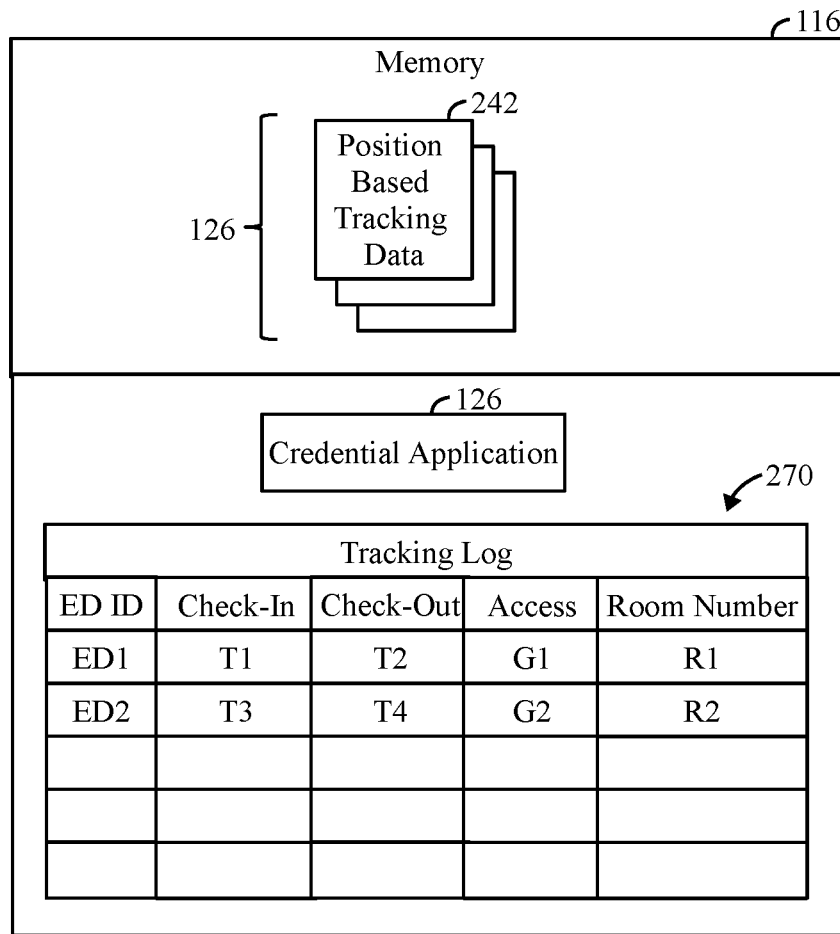 116
Memory
242
Position
Based
Tracking
Data
126
126
Credential Application
270
Tracking Log
ED ID Check-In Check-Out Access Room Number
ED1 T1 T2 G1 R1
ED2 T3 T4 G2 R2